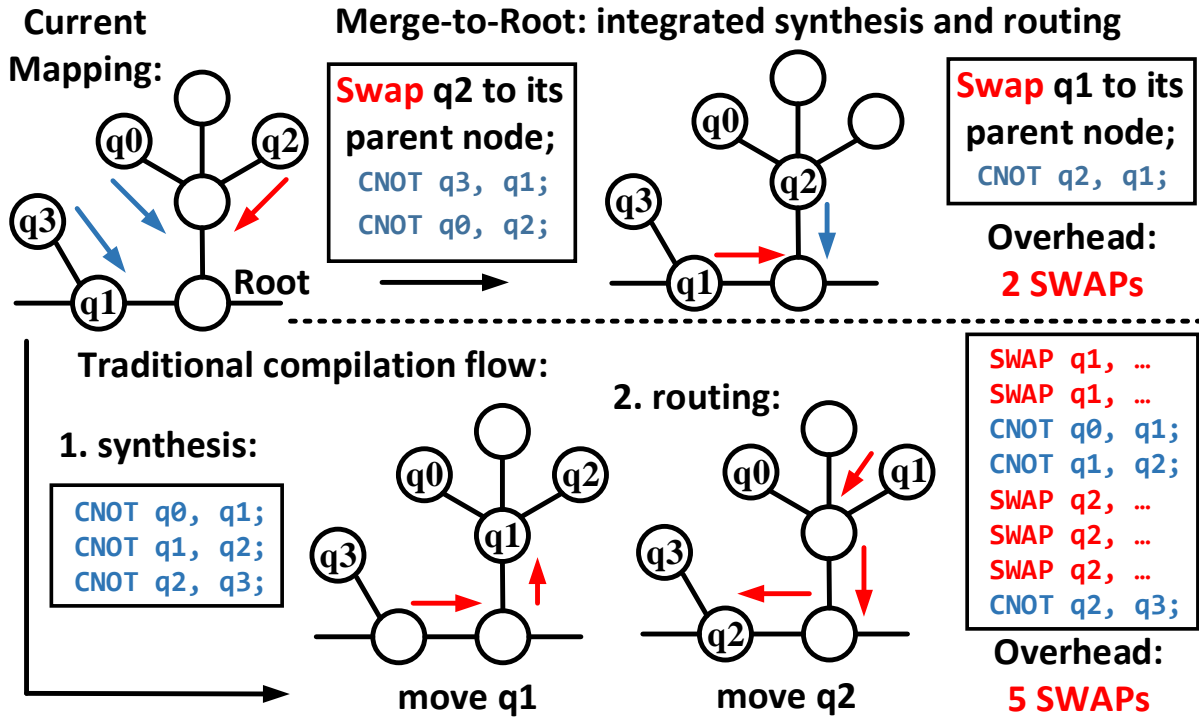 Current
Mapping:
Merge-to-Root: integrated synthesis and routing
q0
q2
q3
q1
Root
Swap q2 to its
parent node;
CNOT q3, q1;
CNOT q0, q2;
q0
q2
q3
q1
Swap q1 to its
parent node;
CNOT q2, q1;
Overhead:
2 SWAPs
Traditional compilation flow:
1. synthesis:
CNOT q0, q1;
CNOT q1, q2;
CNOT q2, q3;
q0
q2
q1
q3
move q1
2. routing:
q0
q1
q3
q2
move q2
SWAP q1, …
SWAP q1, …
CNOT q0, q1;
CNOT q1, q2;
SWAP q2, …
SWAP q2, …
SWAP q2, …
CNOT q2, q3;
Overhead:
5 SWAPs